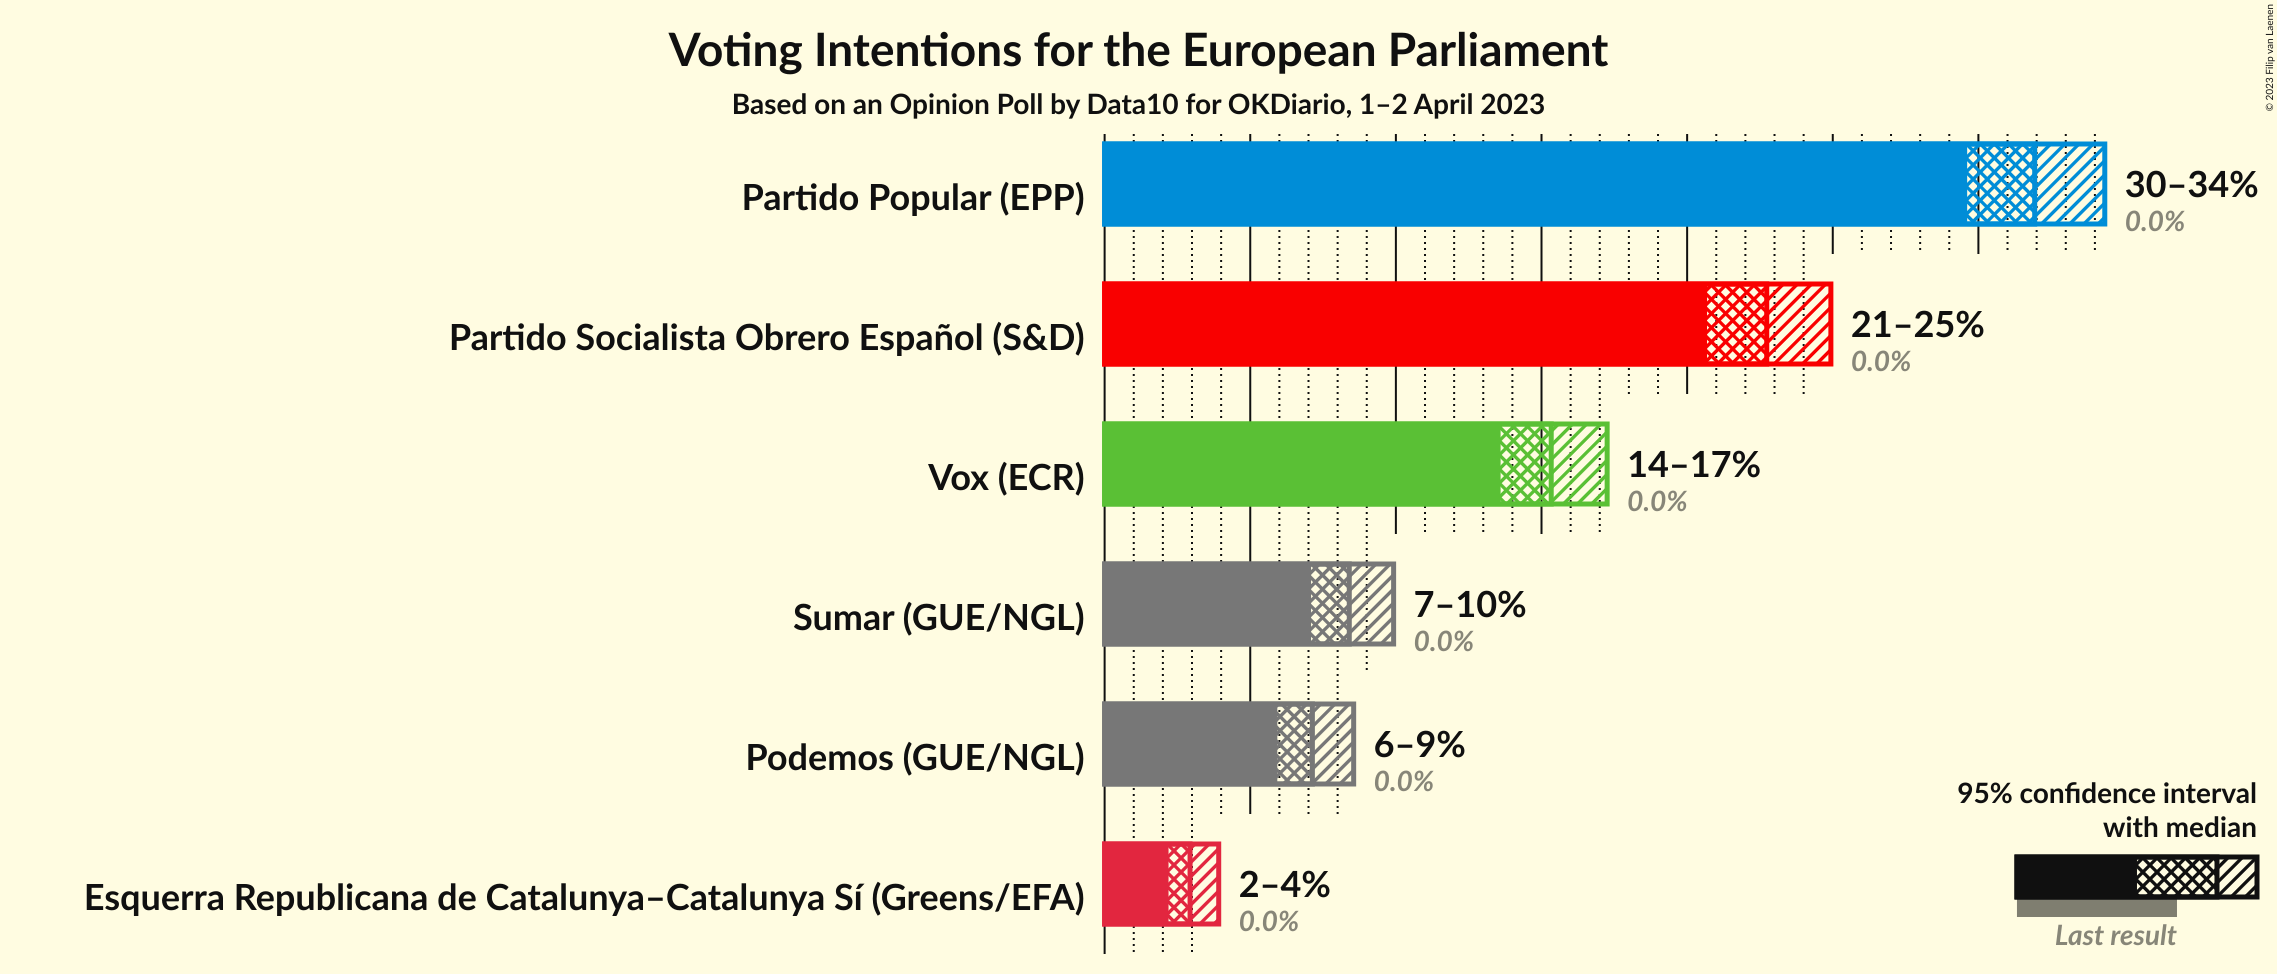 Voting Intentions for the European Parliament
Based on an Opinion Poll by Data10 for OKDiario, 1–2 April 2023
© 2023 Filip van Laenen
Partido Popular (EPP)
30–34%
0.0%
Partido Socialista Obrero Español (S&D)
21–25%
0.0%
Vox (ECR)
14–17%
0.0%
Sumar (GUE/NGL)
7–10%
0.0%
Podemos (GUE/NGL)
6–9%
0.0%
Esquerra Republicana de Catalunya–Catalunya Sí (Greens/EFA)
2–4%
0.0%
95% confidence interval
with median
Last result